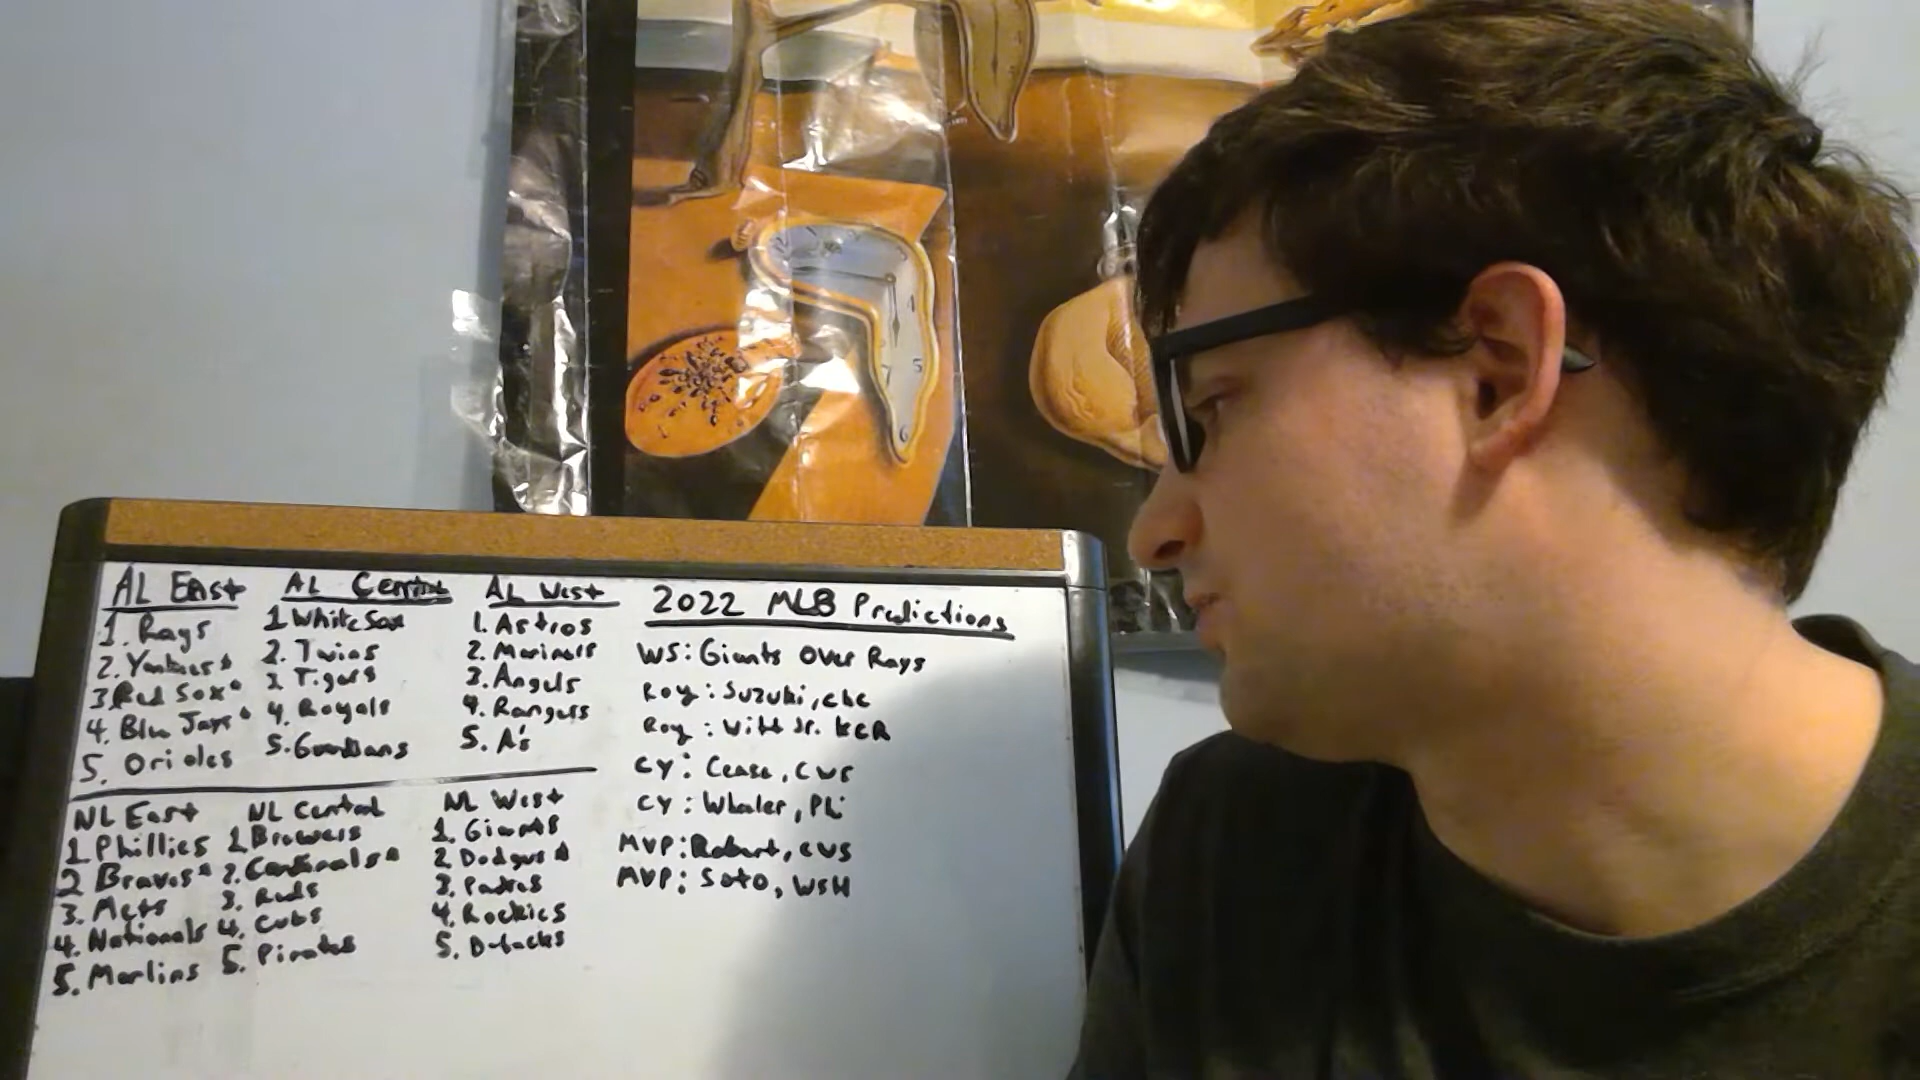 AL East
1. Rays
2. Yankees*
3. Red Sox*
4. Blue Jays*
5. Orioles
AL Central
1 White Sox
2. Twins
3. Tigers
4. Royals
5. Guardians
AL West
1. Astros
2. Mariners
3. Angels
4. Rangers
5. A's
NL East
1 Phillies
2 Braves*
3. Mets
4. Nationals
5. Marlins
NL Central
1 Brewers
2. Cardinals*
3. Reds
4. Cubs
5. Pirates
NL West
1. Giants
2 Dodgers*
3. Padres
4. Rockies
5. D-backs
2022 MLB Predictions
WS: Giants Over Rays
Roy: Suzuki, CHC
Roy: Witt Jr. KCR
CY: Cease, CWS
CY: Whaler, Phi
MVP: Robert, CWS
MVP: Soto, WSH